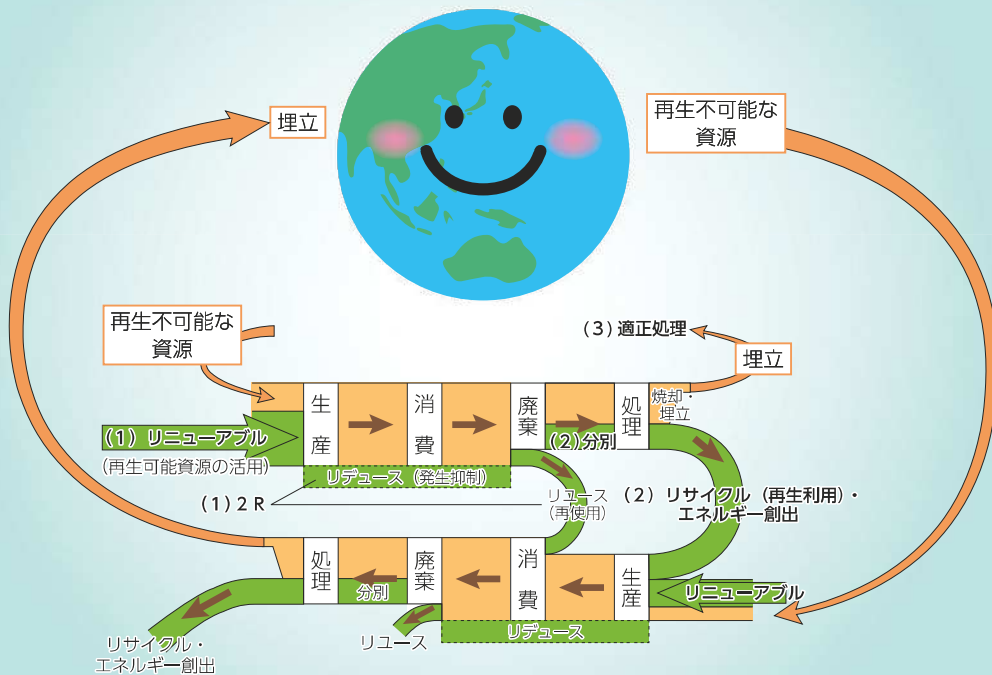 埋立
再生不可能な
資源
再生不可能な
資源
(3)適正処理
埋立
生産
消費
廃棄
処理
焼却・
埋立
(1) リニューアブル
(再生可能資源の活用)
(2)分別
リデュース (発生抑制)
(1)2R
リユース
(再使用)
(2) リサイクル (再生利用)・
エネルギー創出
処理
廃棄
消費
生産
分別
リニューアブル
リデュース
リユース
リサイクル・
エネルギー創出